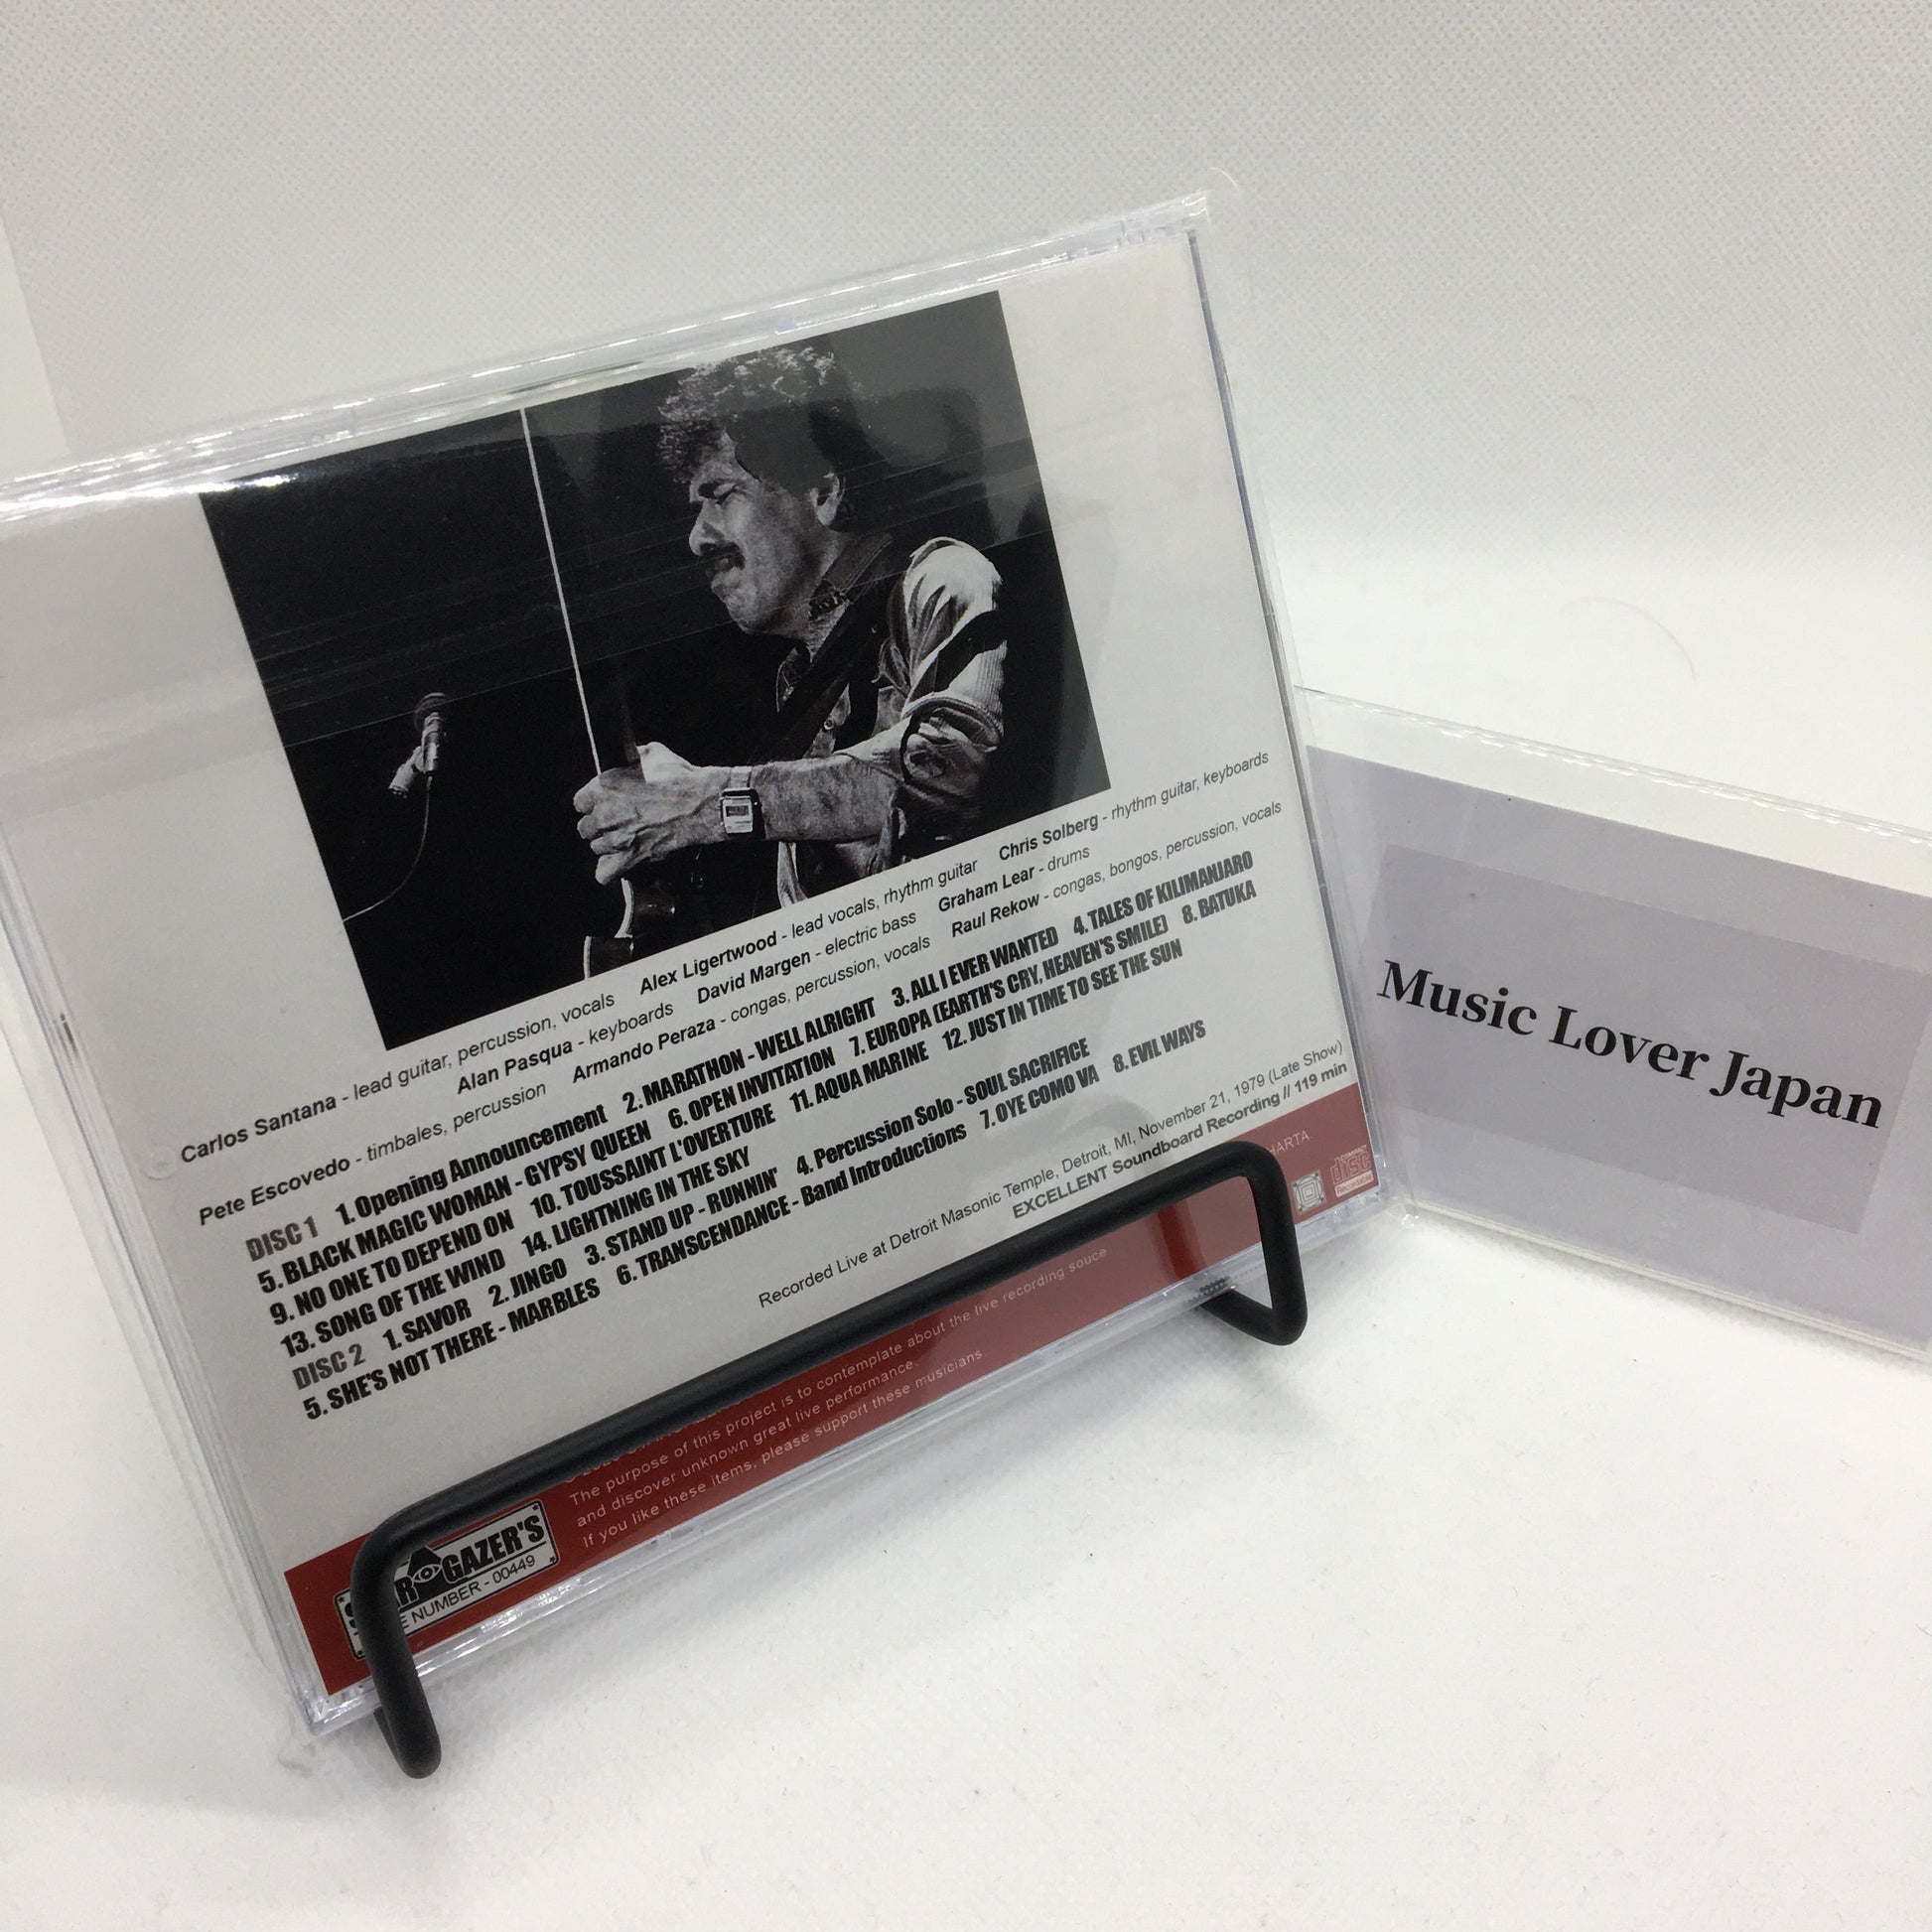 Carlos Santana - lead guitar, percussion, vocals Alex Ligertwood - lead vocals, rhythm guitar Chris Solberg - rhythm guitar, keyboards
Alan Pasqua - keyboards David Margen - electric bass Graham Lear - drums
Pete Escovedo - timbales, percussion Armando Peraza - congas, percussion, vocals Raul Rekow - congas, bongos, percussion, vocals
DISC 1 1. Opening Announcement 2. MARATHON - WELL ALRIGHT 3. ALL I EVER WANTED 4. TALES OF KILIMANJARO
5. BLACK MAGIC WOMAN - GYPSY QUEEN 6. OPEN INVITATION 7. EUROPA (EARTH'S CRY, HEAVEN'S SMILE) 8. BATUKA
9. NO ONE TO DEPEND ON 10. TOUSSAINT L'OVERTURE 11. AQUA MARINE 12. JUST IN TIME TO SEE THE SUN
13. SONG OF THE WIND 14. LIGHTNING IN THE SKY
DISC 2 1. SAVOR 2. JINGO 3. STAND UP - RUNNIN' 4. Percussion Solo - SOUL SACRIFICE
5. SHE'S NOT THERE - MARBLES 6. TRANSCENDANCE - Band Introductions 7. OYE COMO VA 8. EVIL WAYS
Recorded Live at Detroit Masonic Temple, Detroit, MI, November 21, 1979 (Late Show)
EXCELLENT Soundboard Recording // 119 min
The purpose of this project is to contemplate about the live recording souce
and discover unknown great live performance.
If you like these items, please support these musicians
GAZER'S
NUMBER - 00449
COMPACT
disc
Recordable
Music Lover Japan